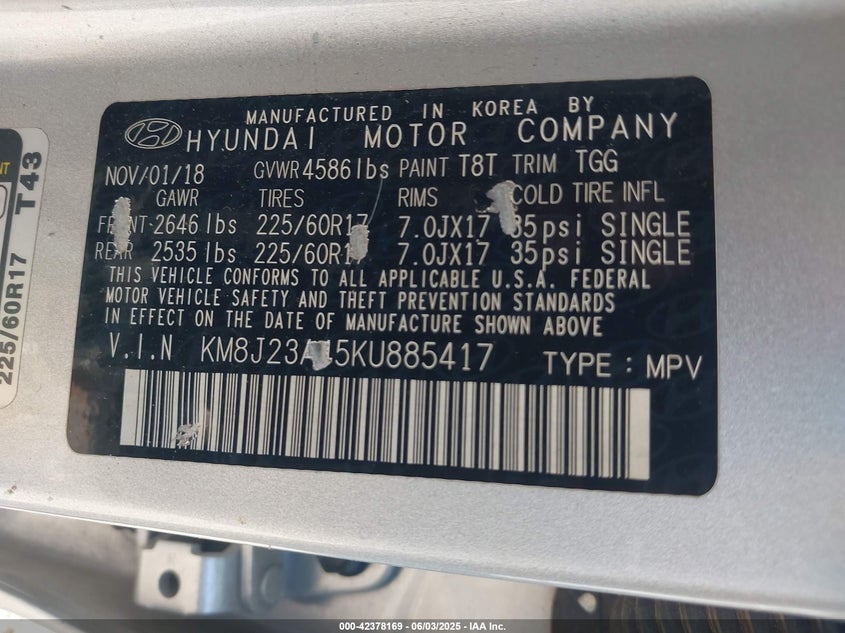 MANUFACTURED IN KOREA BY
HYUNDAI MOTOR COMPANY
NOV/01/18 GVWR 4586 lbs PAINT T8T TRIM TGG
GAWR TIRES RIMS COLD TIRE INFL
FRONT 2646 lbs 225/60R17 7.0JX17 35psi SINGLE
REAR 2535 lbs 225/60R17 7.0JX17 35psi SINGLE
THIS VEHICLE CONFORMS TO ALL APPLICABLE U.S.A. FEDERAL
MOTOR VEHICLE SAFETY AND THEFT PREVENTION STANDARDS
IN EFFECT ON THE DATE OF MANUFACTURE SHOWN ABOVE
V.I.N TYPE : MPV
225/60R17 T43
000-42378169 - 06/03/2025 - IAA Inc.